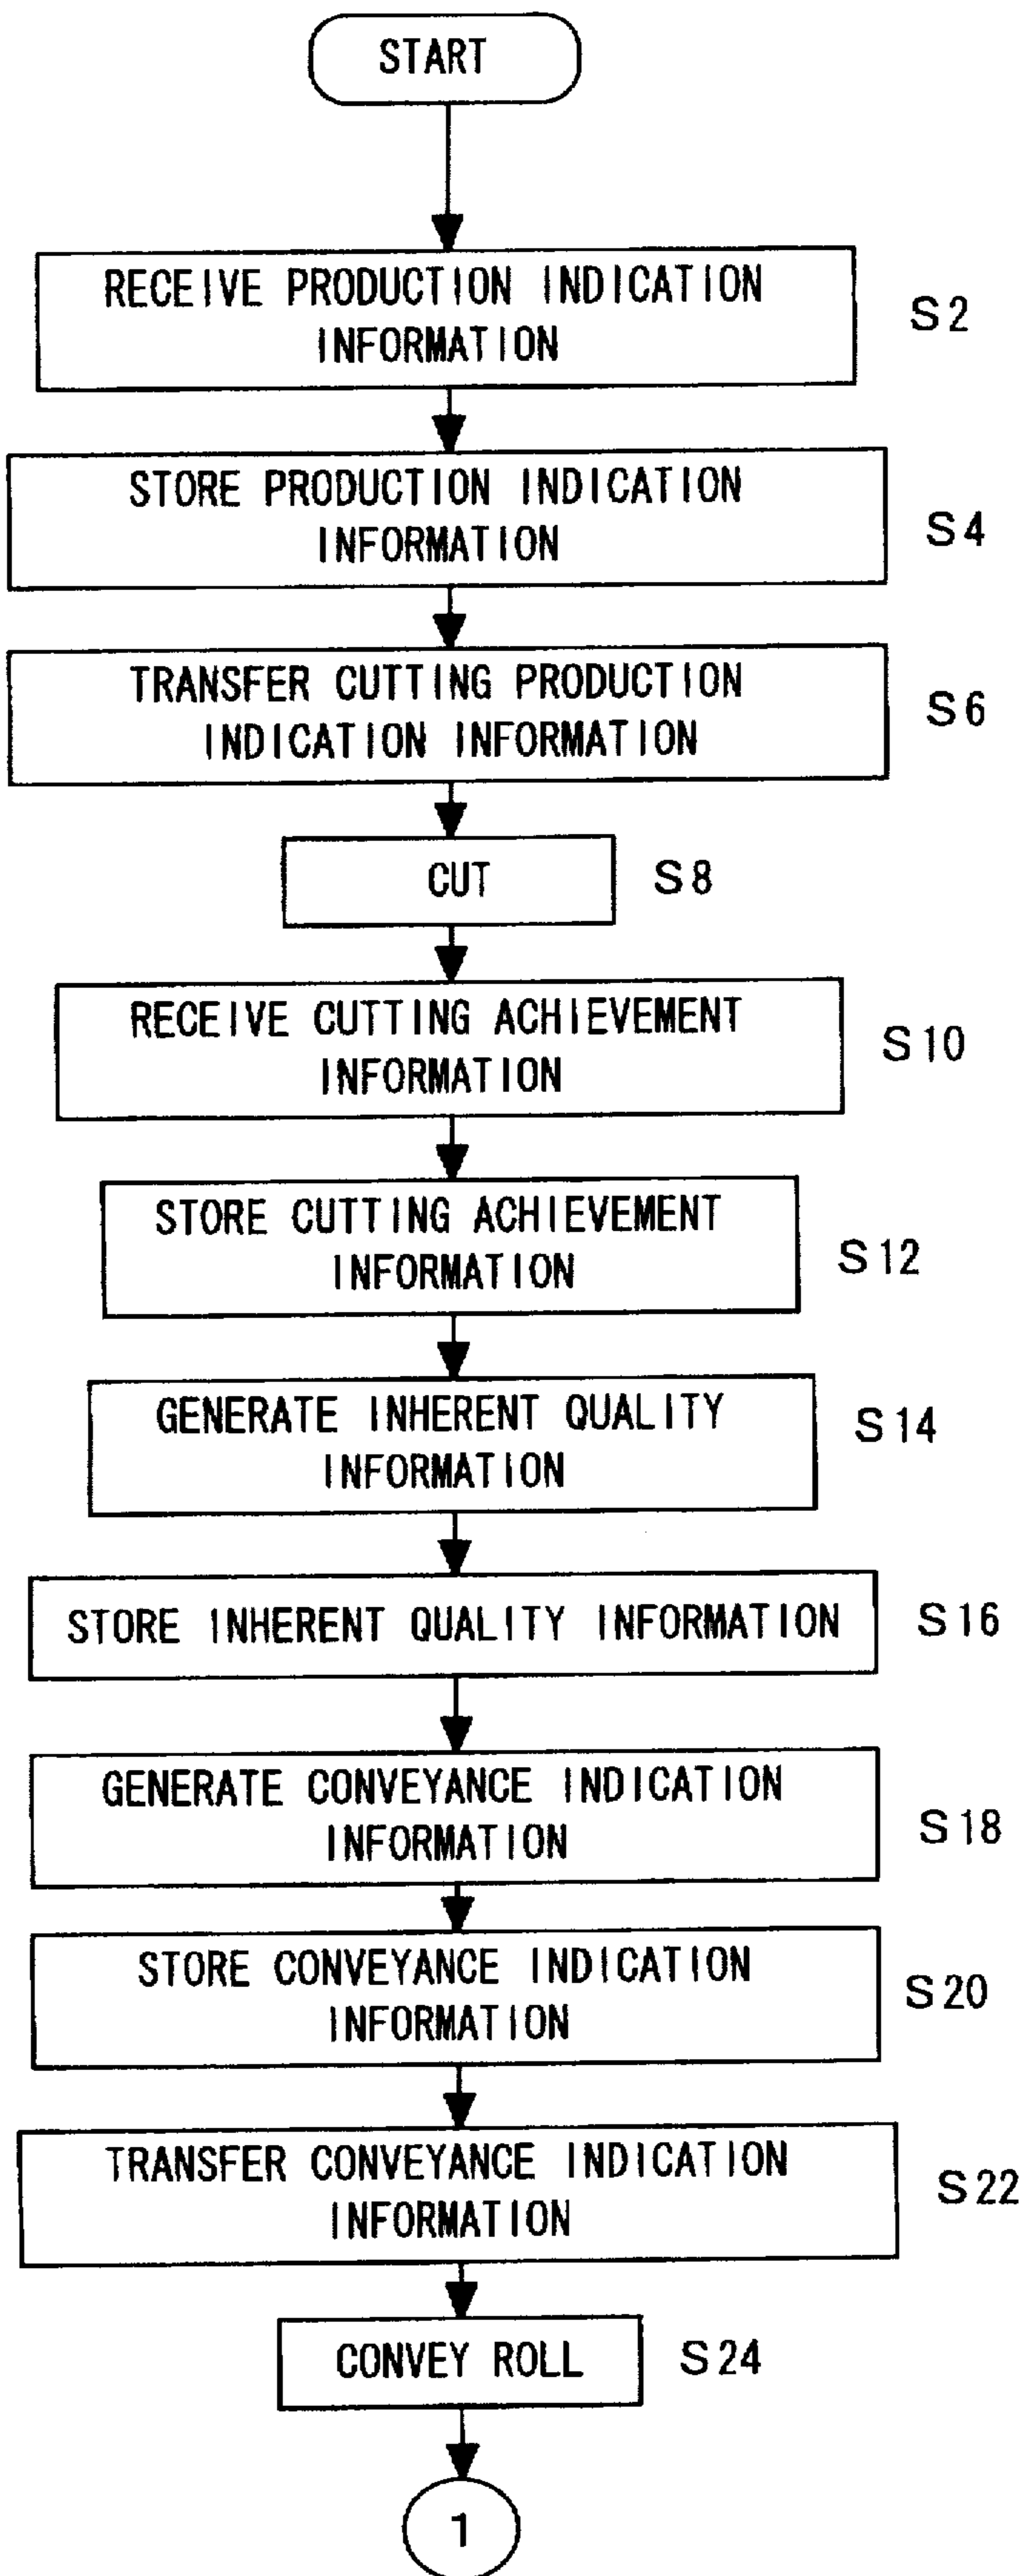 START
RECEIVE PRODUCTION INDICATION
INFORMATION
S2
STORE PRODUCTION INDICATION
INFORMATION
S4
TRANSFER CUTTING PRODUCTION
INDICATION INFORMATION
S6
CUT
S8
RECEIVE CUTTING ACHIEVEMENT
INFORMATION
S10
STORE CUTTING ACHIEVEMENT
INFORMATION
S12
GENERATE INHERENT QUALITY
INFORMATION
S14
STORE INHERENT QUALITY INFORMATION
S16
GENERATE CONVEYANCE INDICATION
INFORMATION
S18
STORE CONVEYANCE INDICATION
INFORMATION
S20
TRANSFER CONVEYANCE INDICATION
INFORMATION
S22
CONVEY ROLL
S24
1